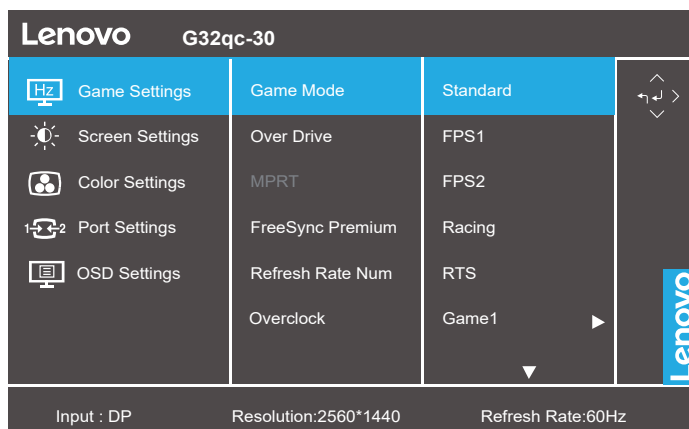 Lenovo G32qc-30
Hz Game Settings Game Mode Standard
Screen Settings Over Drive FPS1
Color Settings MPRT FPS2
1 2 Port Settings FreeSync Premium Racing
OSD Settings Refresh Rate Num RTS
Overclock Game1
Lenovo
Input : DP Resolution:2560*1440 Refresh Rate:60Hz